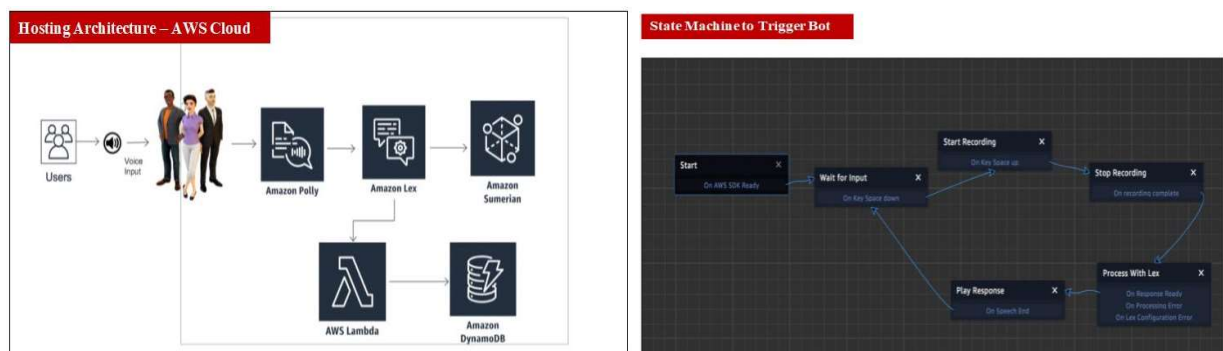 Hosting Architecture – AWS Cloud
Users
Voice
Input
Amazon Polly
Amazon Lex
Amazon
Sumerian
AWS Lambda
Amazon
DynamoDB
State Machine to Trigger Bot
Start X
On AWS SDK Ready
Wait for Input X
On Key Space down
Start Recording X
On Key Space up
Stop Recording X
On recording complete
Process With Lex X
On Response Ready
On Processing Error
On Lex Configuration Error
Play Response X
On Speech End